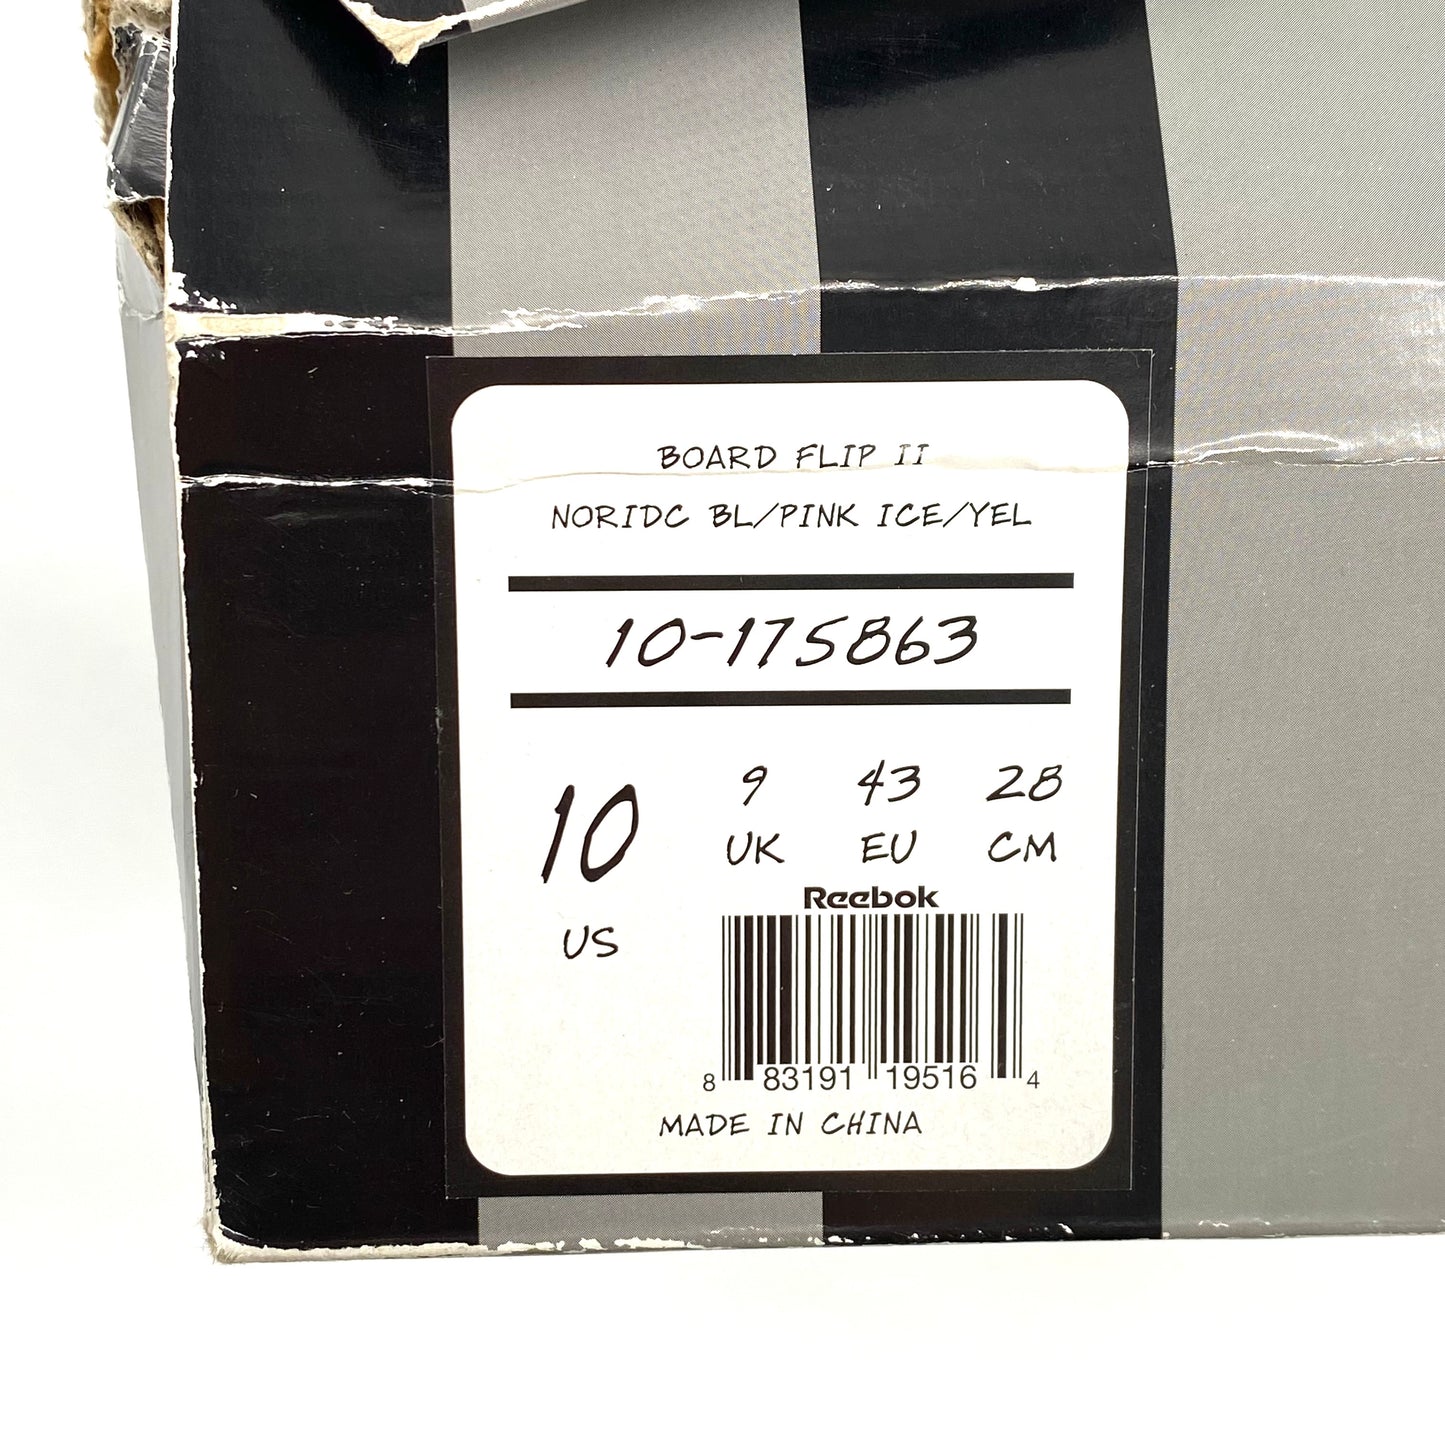 BOARD FLIP II
NORIDC BL/PINK ICE/YEL
10-175863
10 9 43 28
UK EU CM
US
Reebok
8 83191 19516 4
MADE IN CHINA